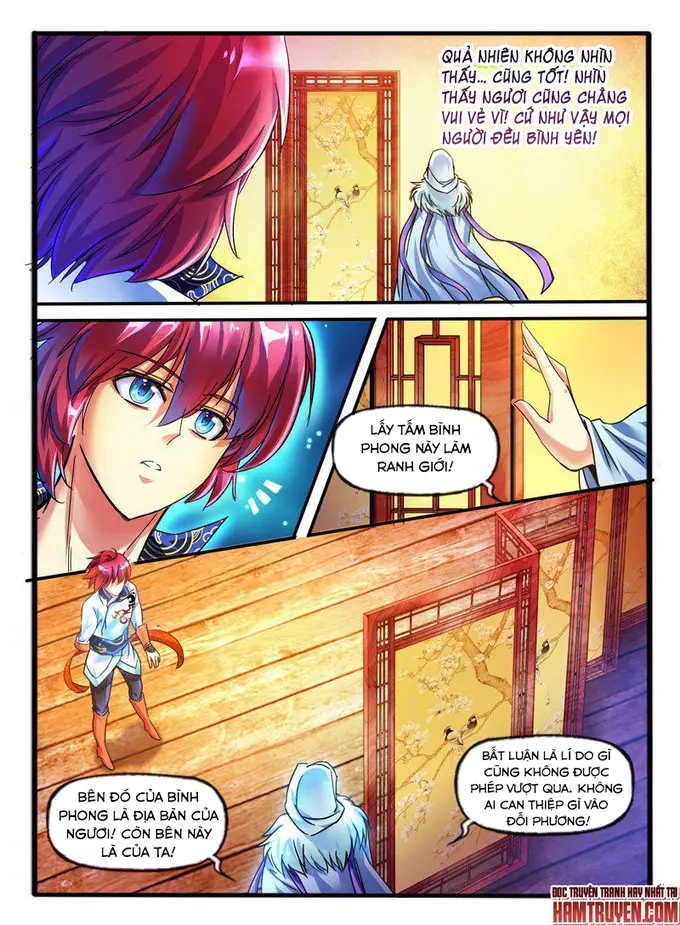 QUẢ NHIÊN KHÔNG NHÌN
THẤY... CŨNG TỐT! NHÌN
THẤY NGƯƠI CŨNG CHẲNG
VUI VẺ VÌ! CỨ NHƯ VẬY MỌI
NGƯỜI ĐỀU BÌNH YÊN!
LẤY TẤM BÌNH
PHONG NÀY LÀM
RANH GIỚI!
BÊN ĐÓ CỦA BÌNH
PHONG LÀ ĐỊA BÀN CỦA
NGƯƠI! CÒN BÊN NÀY
LÀ CỦA TA!
BẤT LUẬN LÀ LÍ DO GÌ
CŨNG KHÔNG ĐƯỢC
PHÉP VƯỢT QUA. KHÔNG
AI CAN THIỆP GÌ VÀO
ĐỐI PHƯƠNG!
ĐỌC TRUYỆN TRANH HAY NHẤT TẠI
HAMTRUYEN.COM